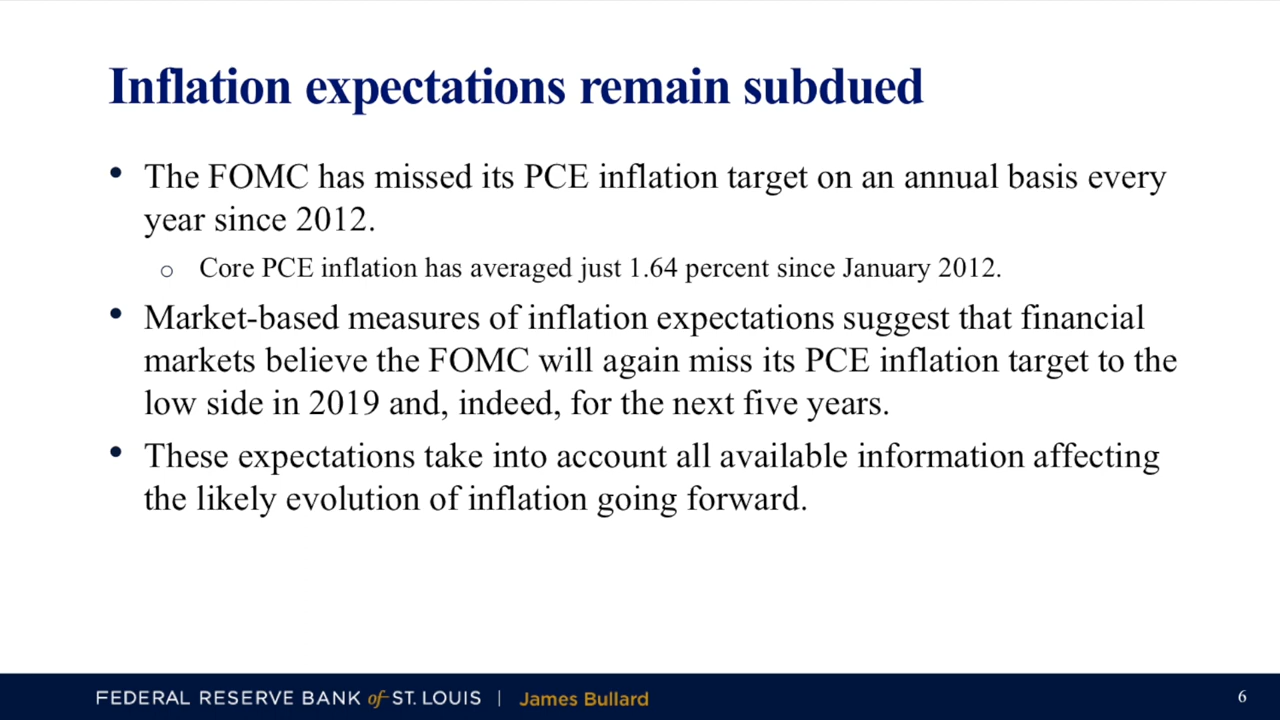 Inflation expectations remain subdued
• The FOMC has missed its PCE inflation target on an annual basis every
year since 2012.
o Core PCE inflation has averaged just 1.64 percent since January 2012.
• Market-based measures of inflation expectations suggest that financial
markets believe the FOMC will again miss its PCE inflation target to the
low side in 2019 and, indeed, for the next five years.
• These expectations take into account all available information affecting
the likely evolution of inflation going forward.
FEDERAL RESERVE BANK of ST. LOUIS | James Bullard
6